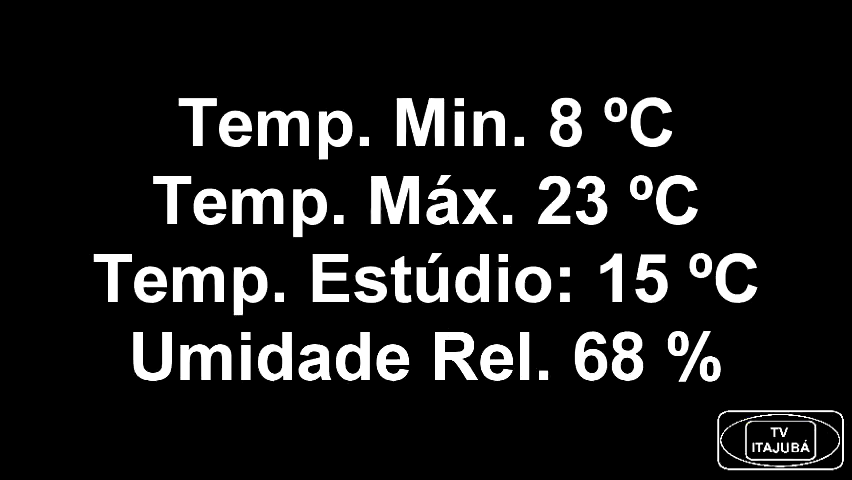 Temp. Min. 8 ºC
Temp. Máx. 23 ºC
Temp. Estúdio: 15 ºC
Umidade Rel. 68 %
TV
ITAJUBÁ